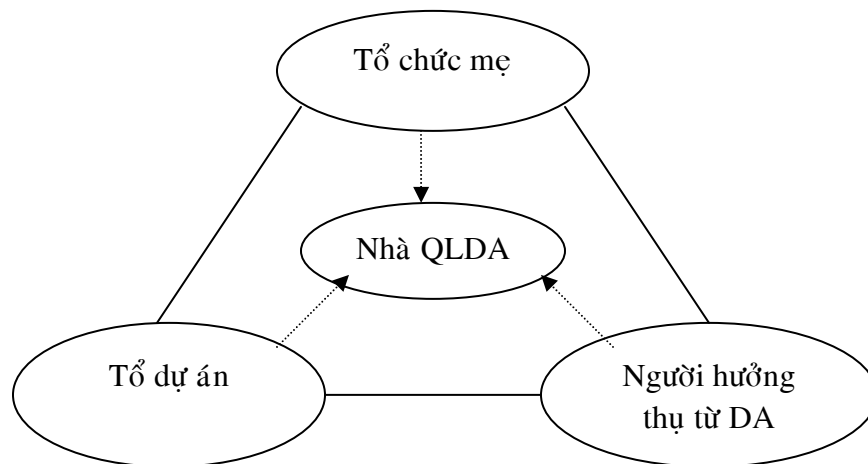 Tổ chức mẹ
Nhà QLDA
Tổ dự án
Người hưởng
thụ từ DA